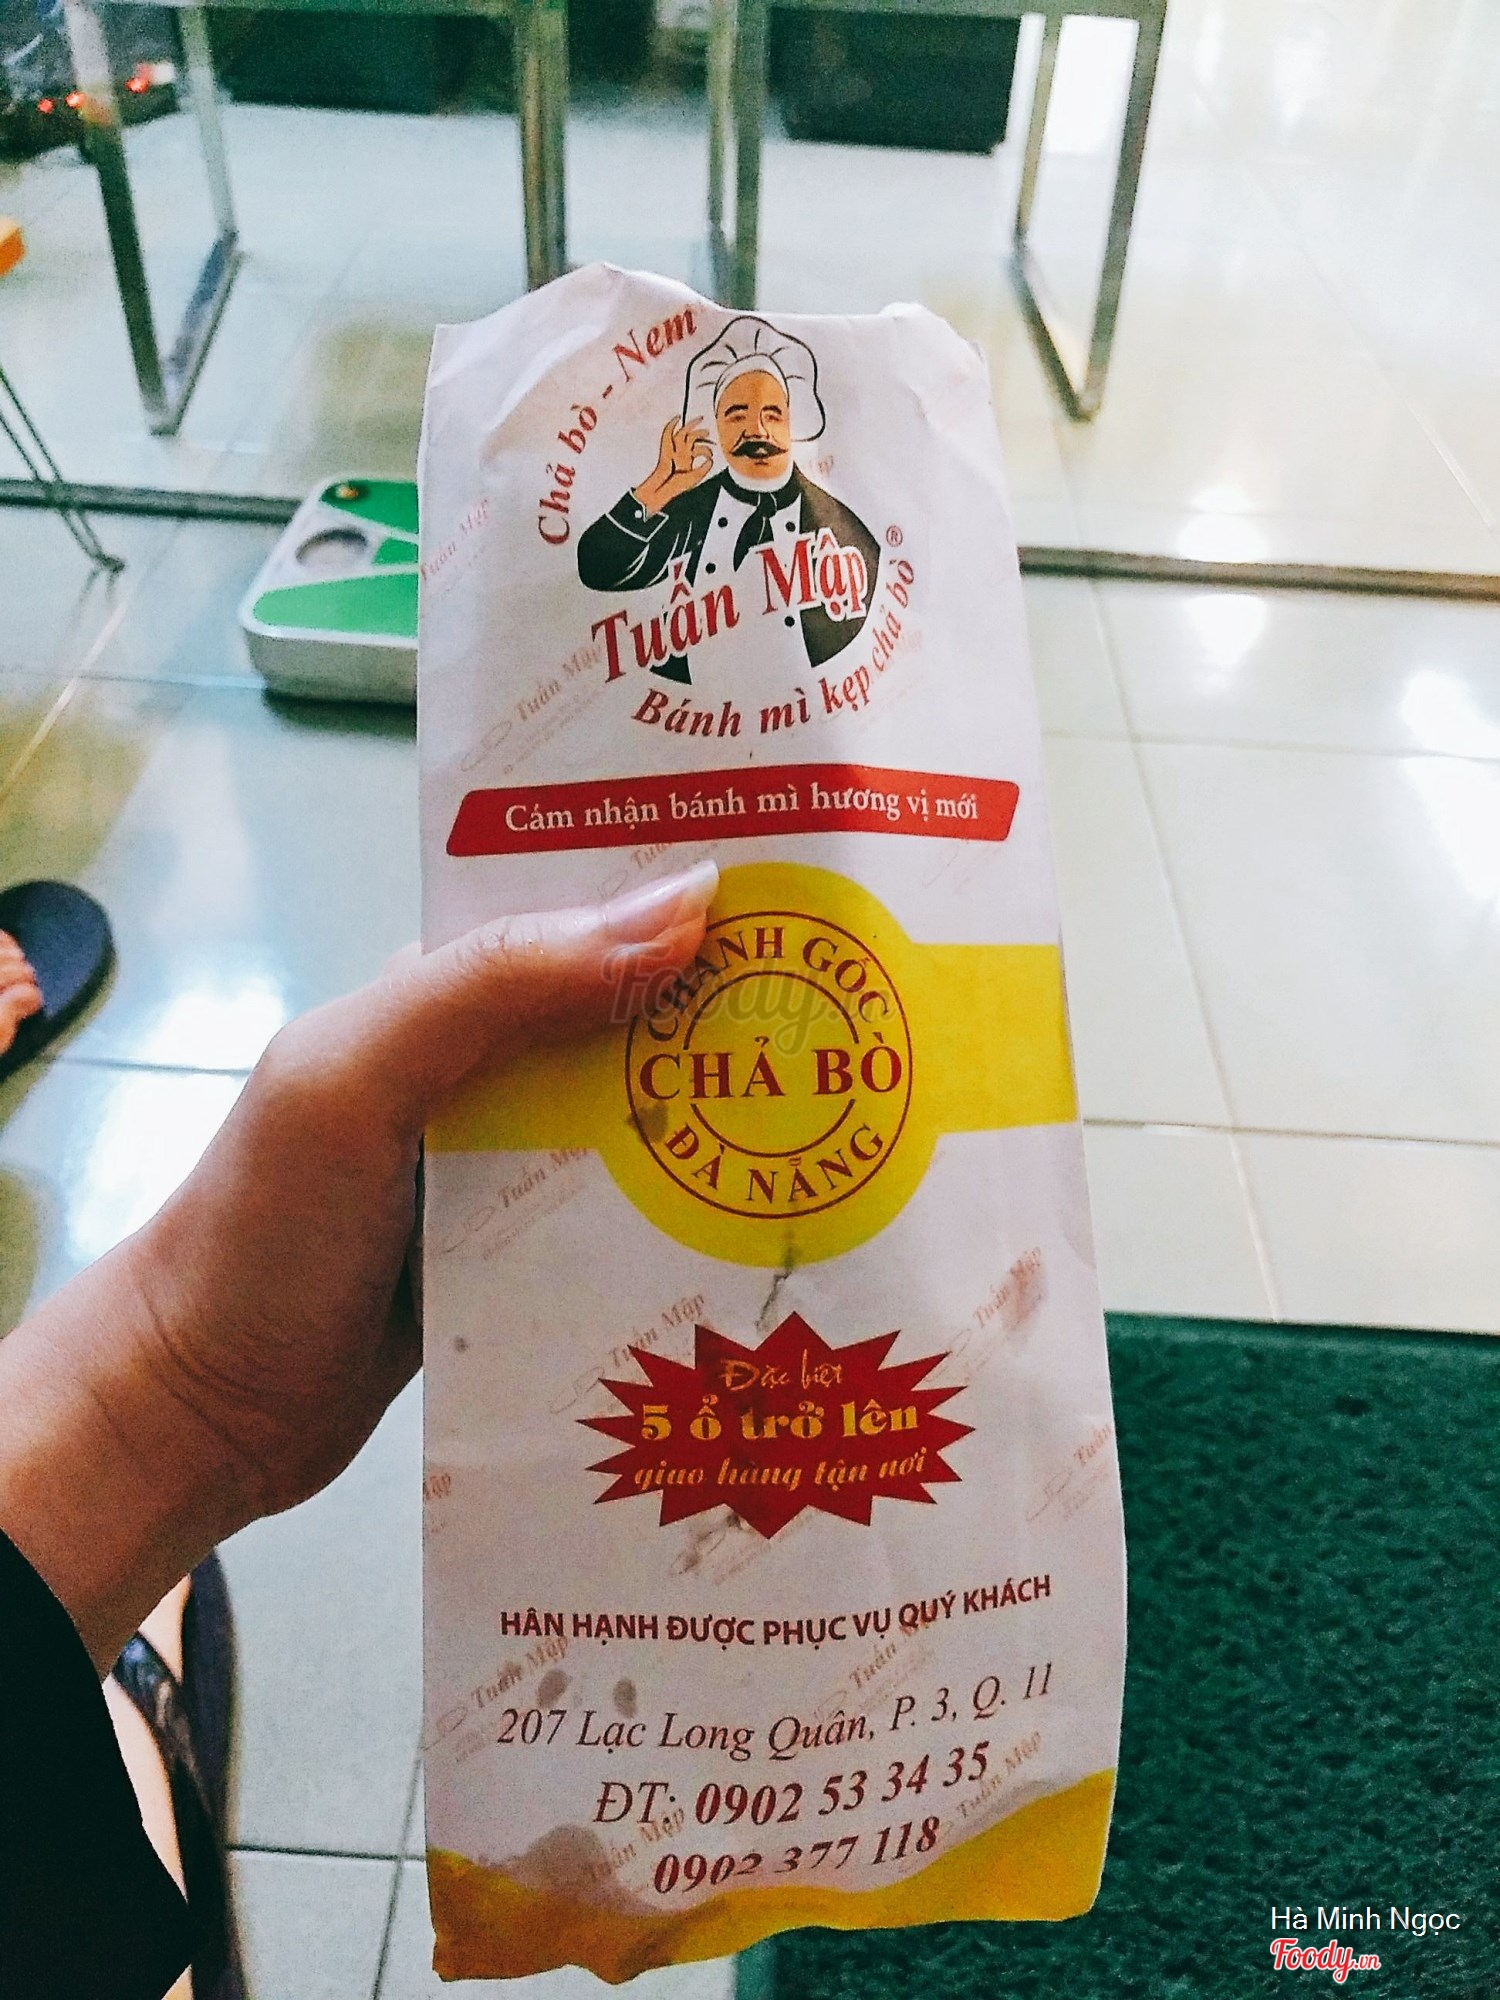 Chả bò - Nem
Tuấn Mập ®
Bánh mì kẹp chả bò
Cảm nhận bánh mì hương vị mới
CHANH GỐC
CHẢ BÒ
ĐÀ NẴNG
Đặc biệt
5 ổ trở lên
giao hàng tận nơi
HÂN HẠNH ĐƯỢC PHỤC VỤ QUÝ KHÁCH
207 Lạc Long Quân, P. 3, Q. 11
ĐT: 0902 53 34 35
0902 377 118
Foody.vn
Hà Minh Ngọc
Foody.vn